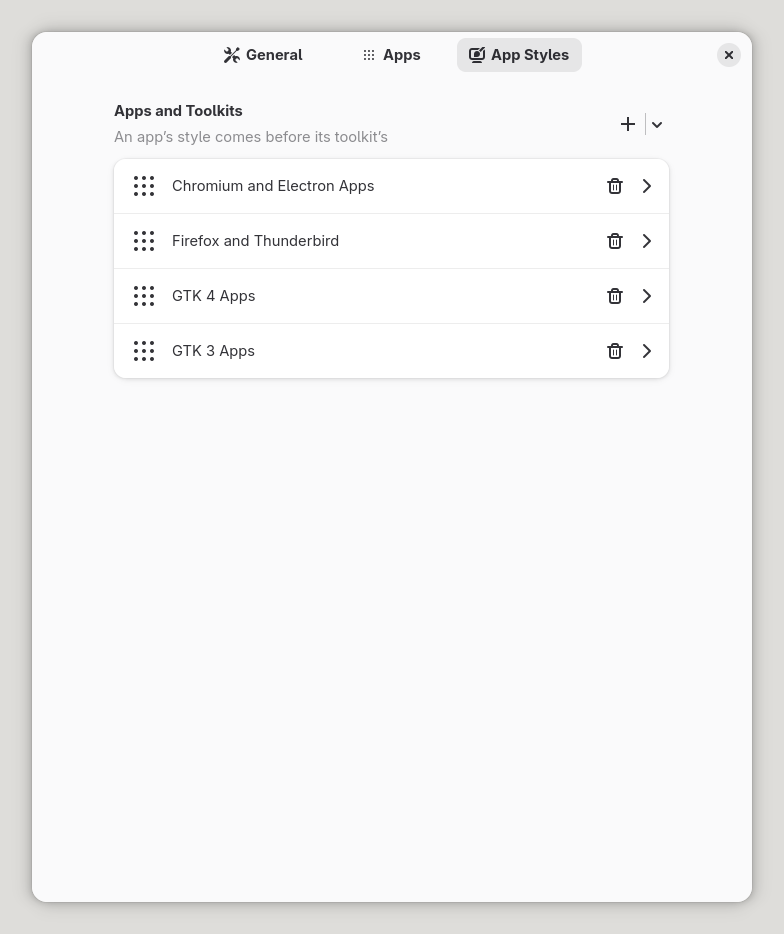 General
Apps
App Styles
Apps and Toolkits
An app’s style comes before its toolkit’s
Chromium and Electron Apps
Firefox and Thunderbird
GTK 4 Apps
GTK 3 Apps